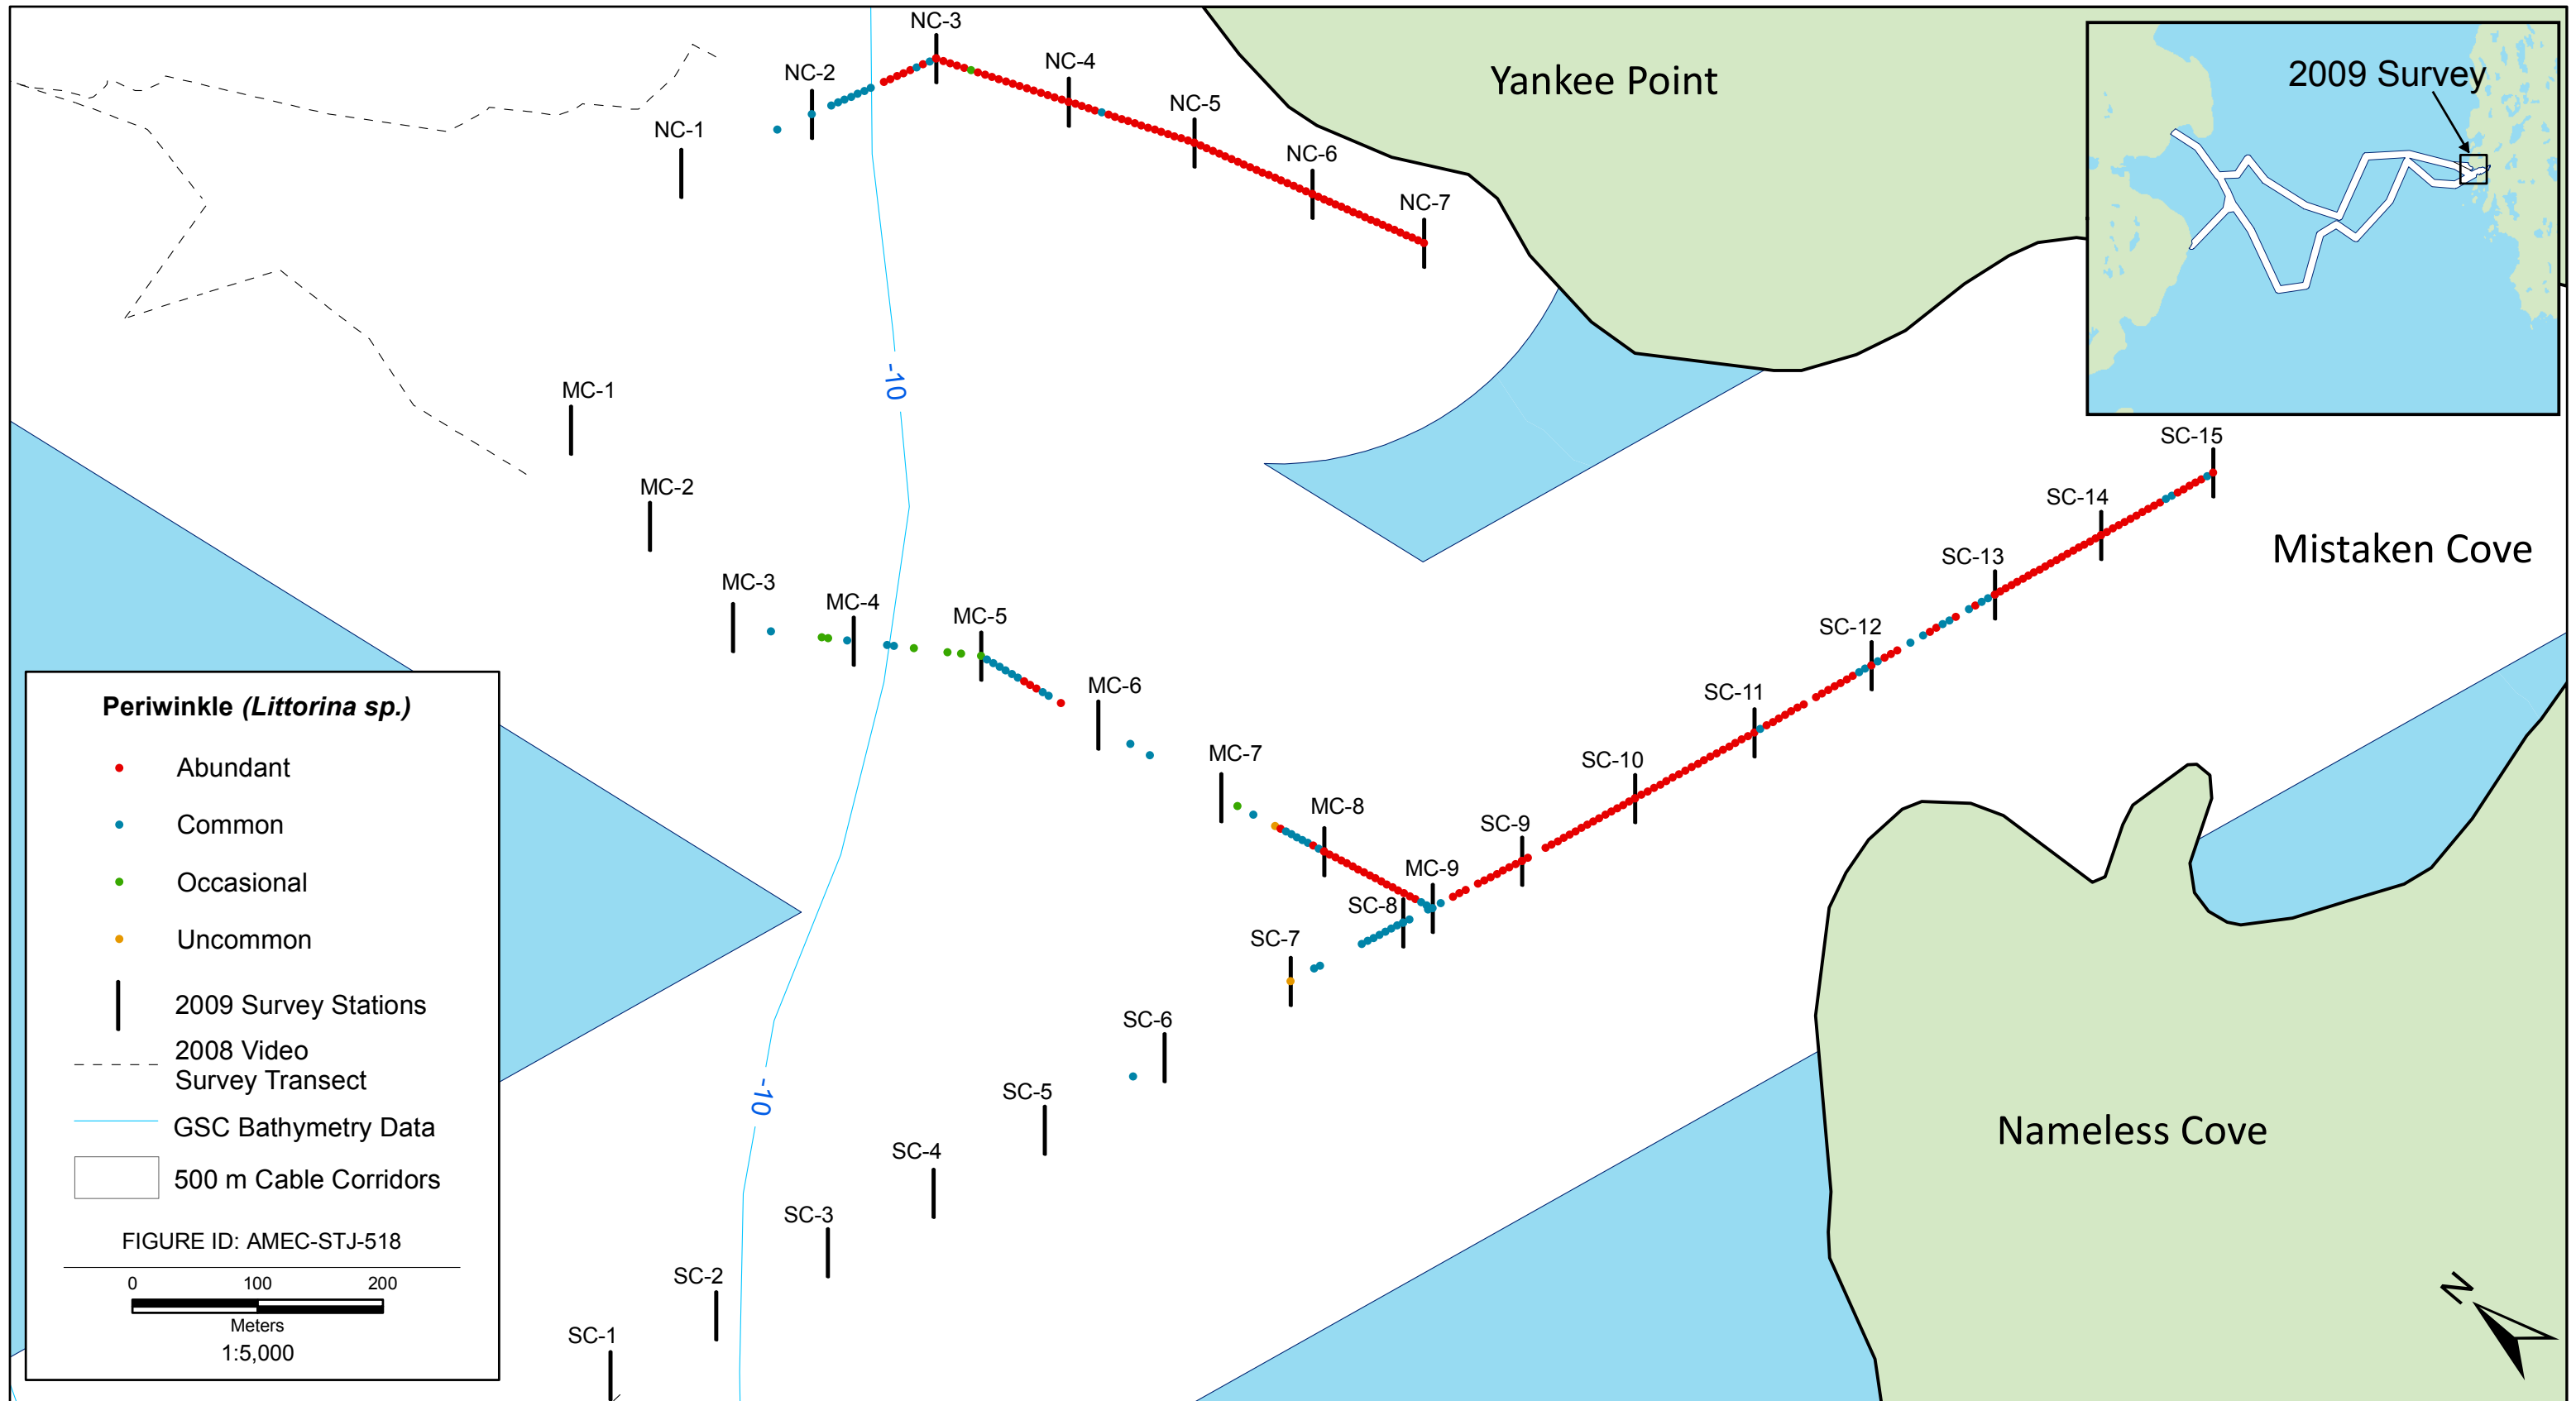 NC-3
NC-4
NC-2
NC-5
NC-1
NC-6
NC-7
Yankee Point
2009 Survey
-10
MC-1
MC-2
MC-3
MC-4
MC-5
MC-6
MC-7
MC-8
MC-9
SC-15
SC-14
SC-13
SC-12
SC-11
SC-10
SC-9
SC-8
SC-7
SC-6
SC-5
SC-4
SC-3
SC-2
SC-1
Mistaken Cove
Nameless Cove
-10
N
Periwinkle (Littorina sp.)
Abundant
Common
Occasional
Uncommon
2009 Survey Stations
2008 Video
Survey Transect
GSC Bathymetry Data
500 m Cable Corridors
FIGURE ID: AMEC-STJ-518
0 100 200
Meters
1:5,000